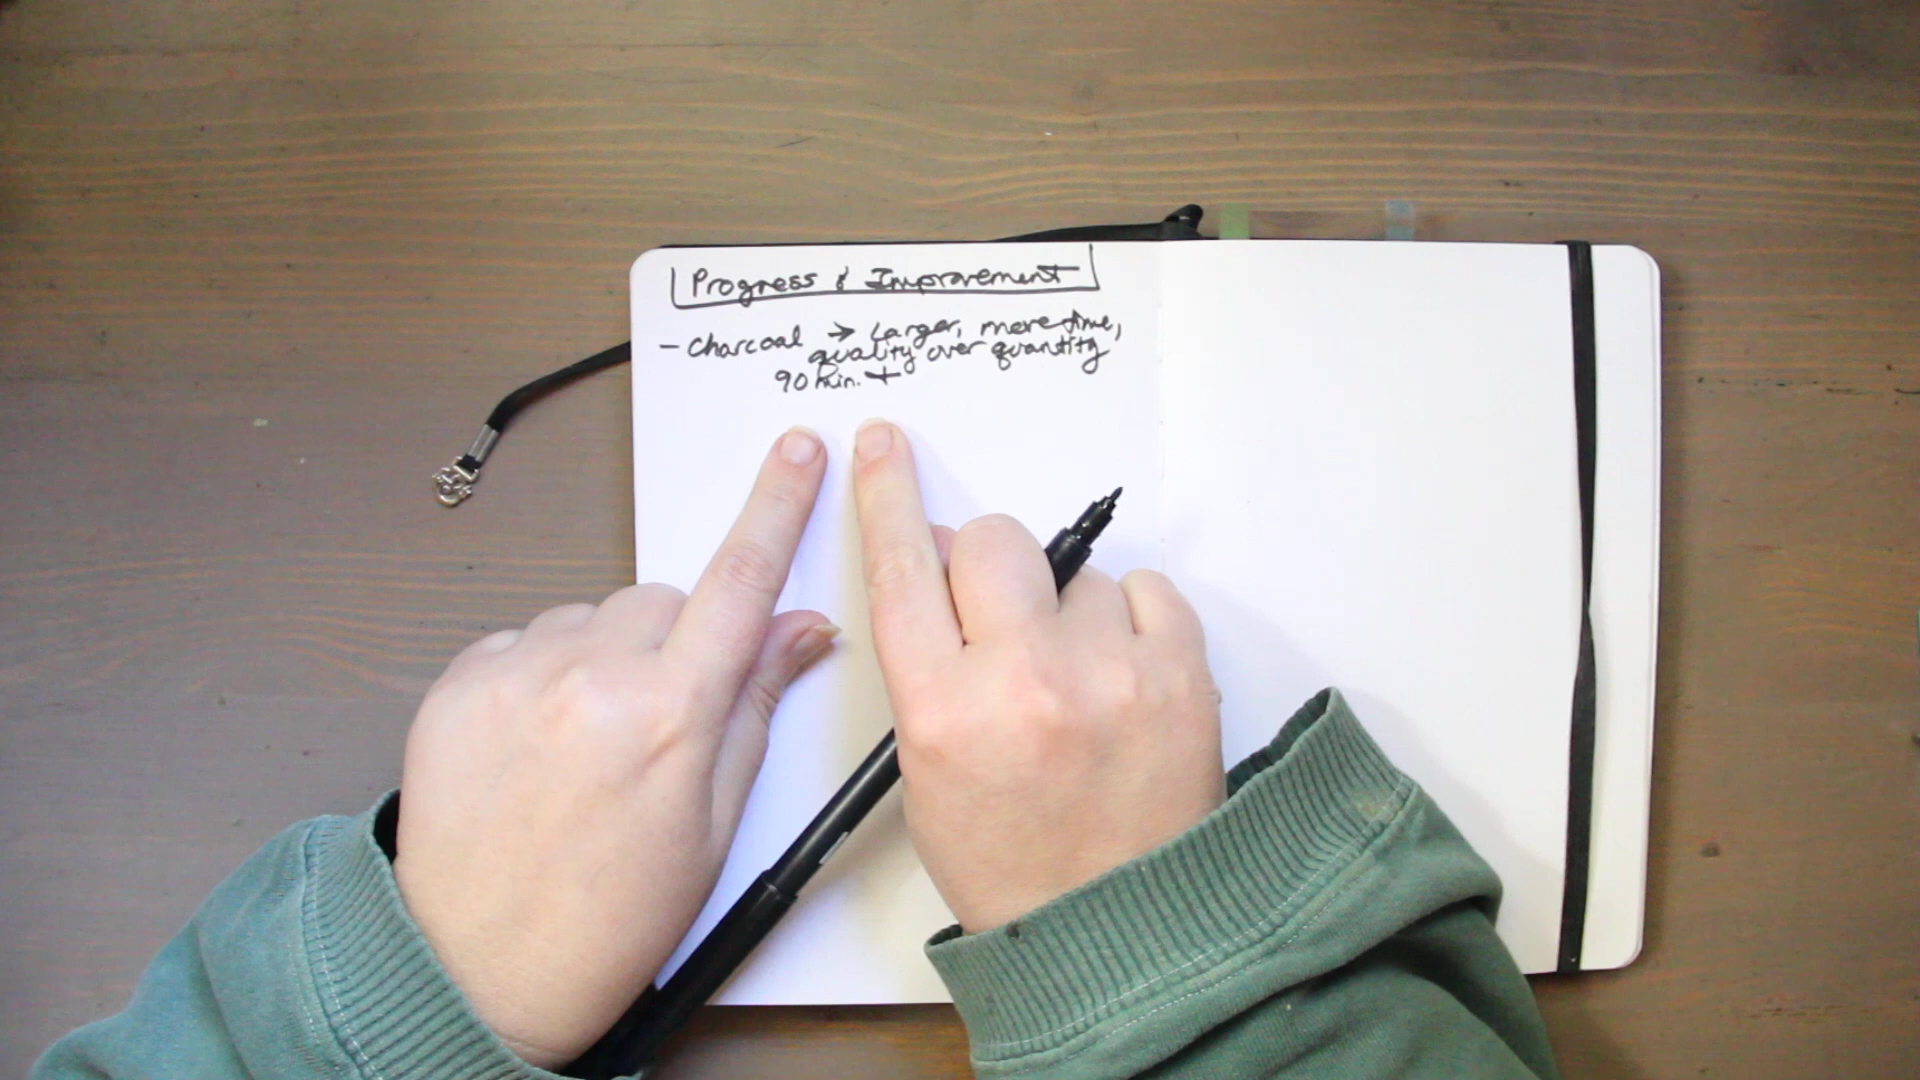 Progress & Improvement
- Charcoal → Larger, more time,
quality over quantity
90 min. +